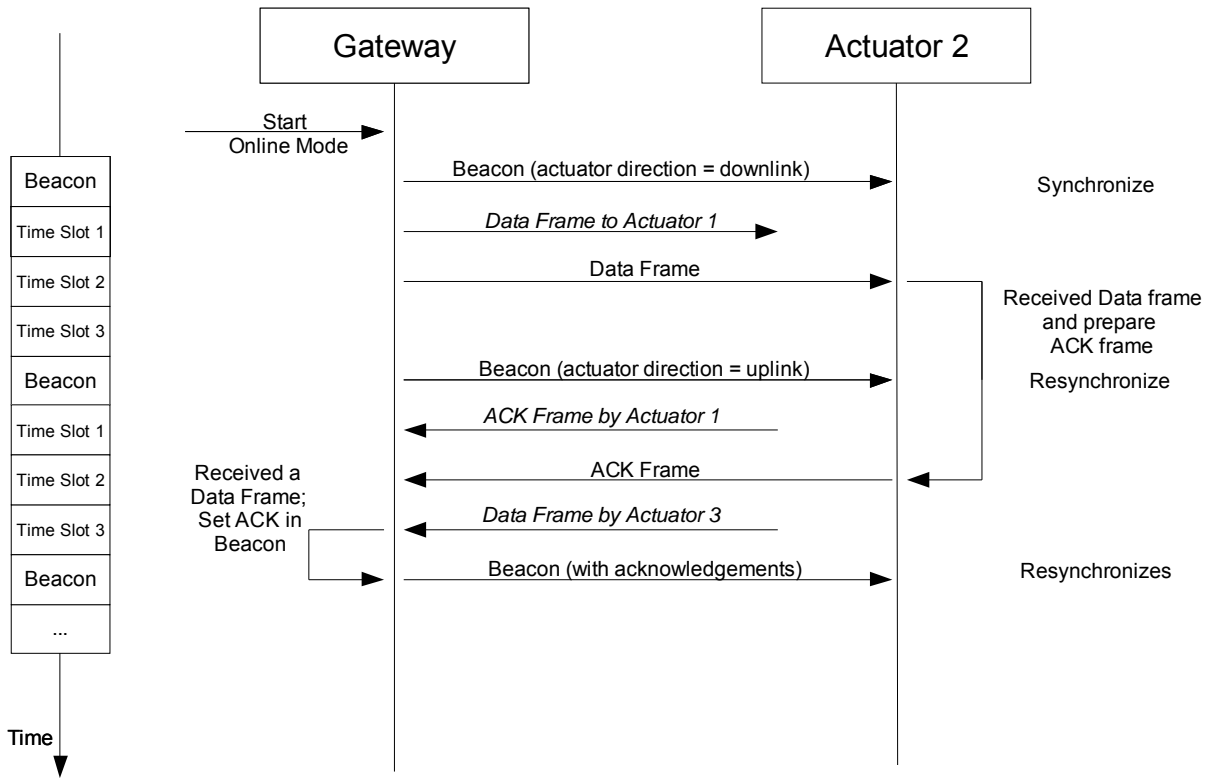 Gateway
Actuator 2
Start
Online Mode
Beacon
Beacon (actuator direction = downlink)
Synchronize
Time Slot 1
Data Frame to Actuator 1
Time Slot 2
Data Frame
Received Data frame
and prepare
ACK frame
Time Slot 3
Beacon
Beacon (actuator direction = uplink)
Resynchronize
Time Slot 1
ACK Frame by Actuator 1
Time Slot 2
ACK Frame
Received a
Data Frame;
Set ACK in
Beacon
Time Slot 3
Data Frame by Actuator 3
Beacon
Beacon (with acknowledgements)
Resynchronizes
...
Time